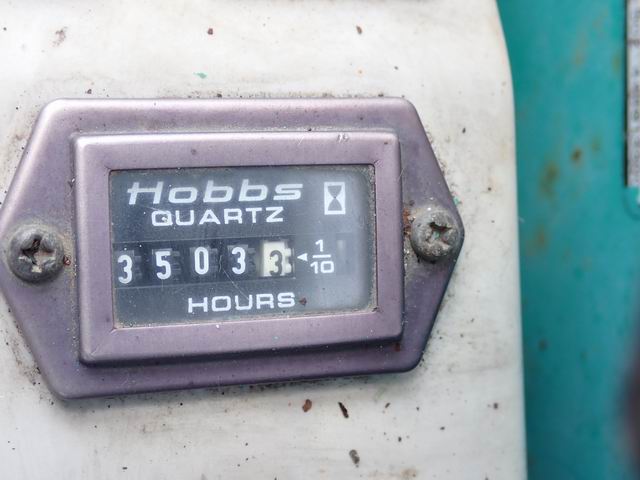 Hobbs
QUARTZ
35033 ◄ 1/10
HOURS